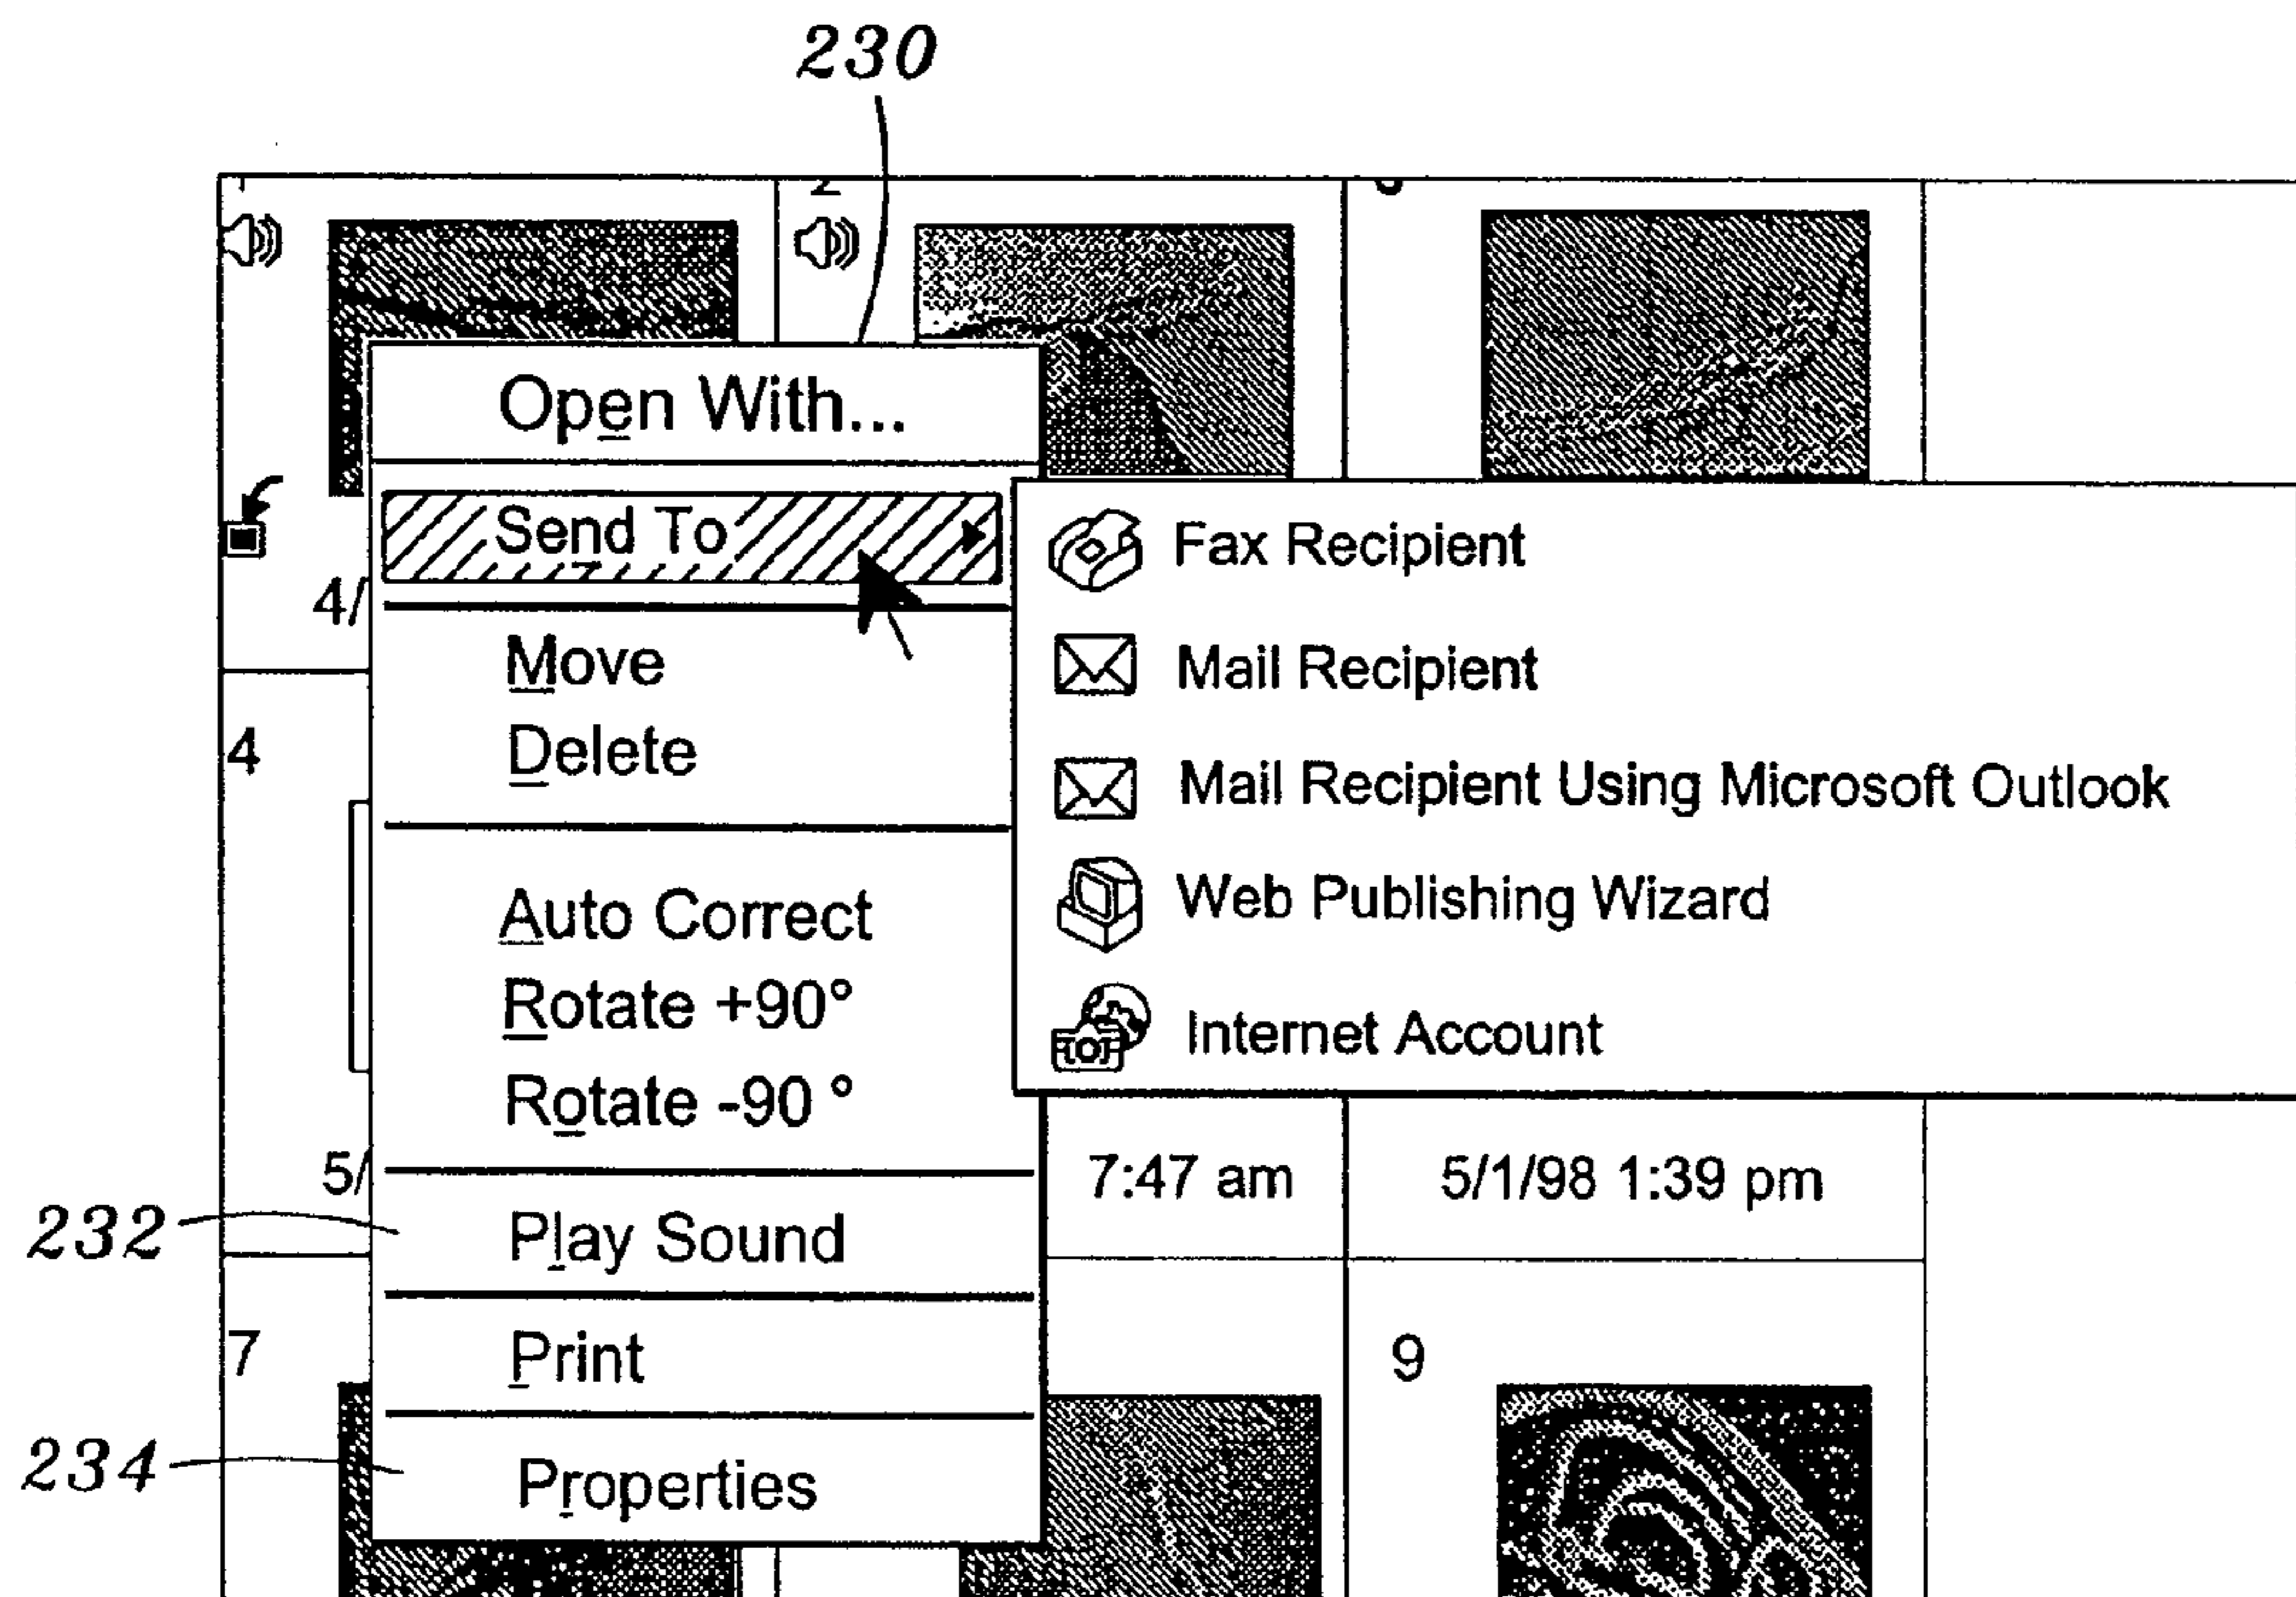 230
Open With...
Send To
Move
Delete
Auto Correct
Rotate +90°
Rotate -90 °
Play Sound
Print
Properties
Fax Recipient
Mail Recipient
Mail Recipient Using Microsoft Outlook
Web Publishing Wizard
Internet Account
4/
4
5/
7:47 am
5/1/98 1:39 pm
232
7
9
234